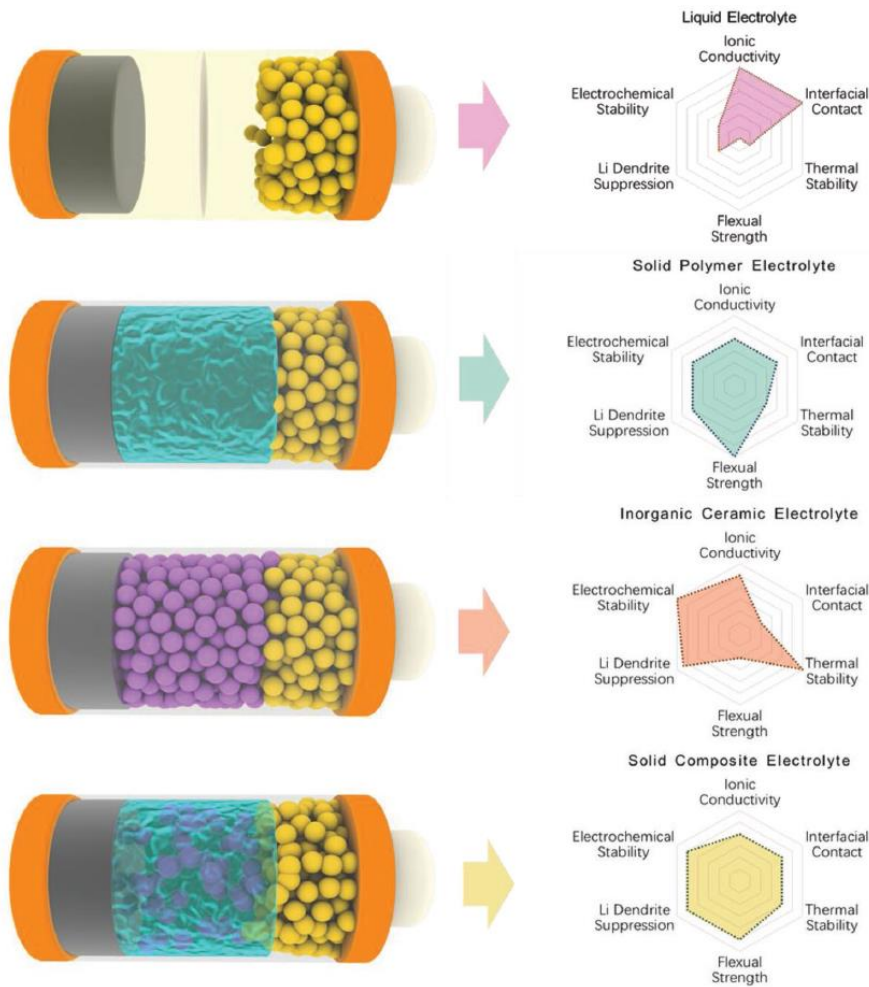 Liquid Electolyte
Ionic
Conductivity
Electrochemical
Stability
Interfacial
Contact
Li Dendrite
Suppression
Thermal
Stability
Flexual
Strength
Solid Polymer Electrolyte
Ionic
Conductivity
Electrochemical
Stability
Interfacial
Contact
Li Dendrite
Suppression
Thermal
Stability
Flexual
Strength
Inorganic Ceramic Electrolyte
Ionic
Conductivity
Electrochemical
Stability
Interfacial
Contact
Li Dendrite
Suppression
Thermal
Stability
Flexual
Strength
Solid Composite Electrolyte
Ionic
Conductivity
Electrochemical
Stability
Interfacial
Contact
Li Dendrite
Suppression
Thermal
Stability
Flexual
Strength